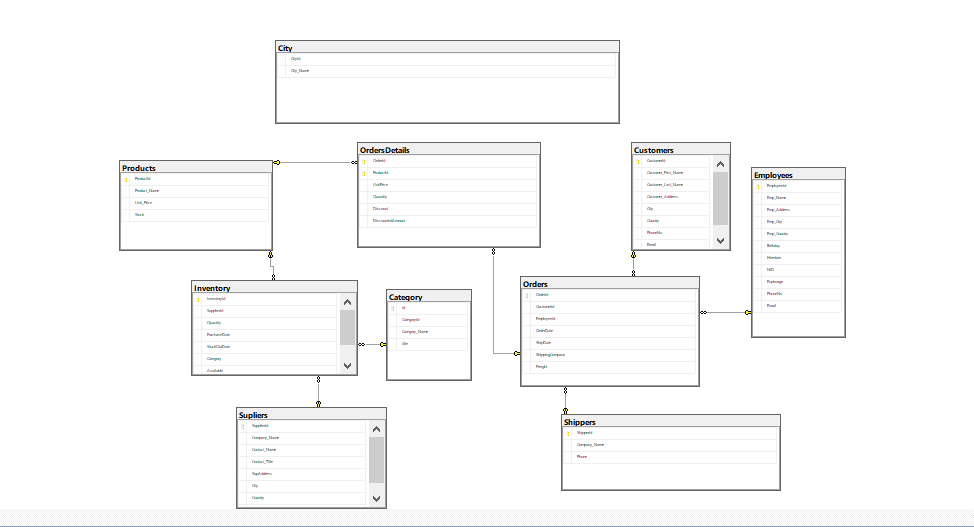 City
CityId
City_Name
OrdersDetails
OrderId
ProductId
UnitPrice
Quantity
Discount
DiscountedAmount
Customers
CustomerId
Customer_First_Name
Customer_Last_Name
Customer_Address
City
Country
PhoneNo
Email
Products
ProductId
Product_Name
Unit_Price
Stock
Employees
EmployeeId
Emp_Name
Emp_Address
Emp_City
Emp_Country
Birthday
Hiredate
PhoneNo
Email
Inventory
InventoryId
SupplierId
Quantity
PurchaseDate
StockOutDate
Category
Available
Category
Id
CategoryId
Category_Name
title
Orders
OrderId
CustomerId
EmployeeId
OrderDate
ShipDate
ShippingCompany
Freight
Supliers
SupplierId
Company_Name
Contact_Name
Contact_Title
SupAddress
City
Country
Shippers
ShipperId
Company_Name
Phone